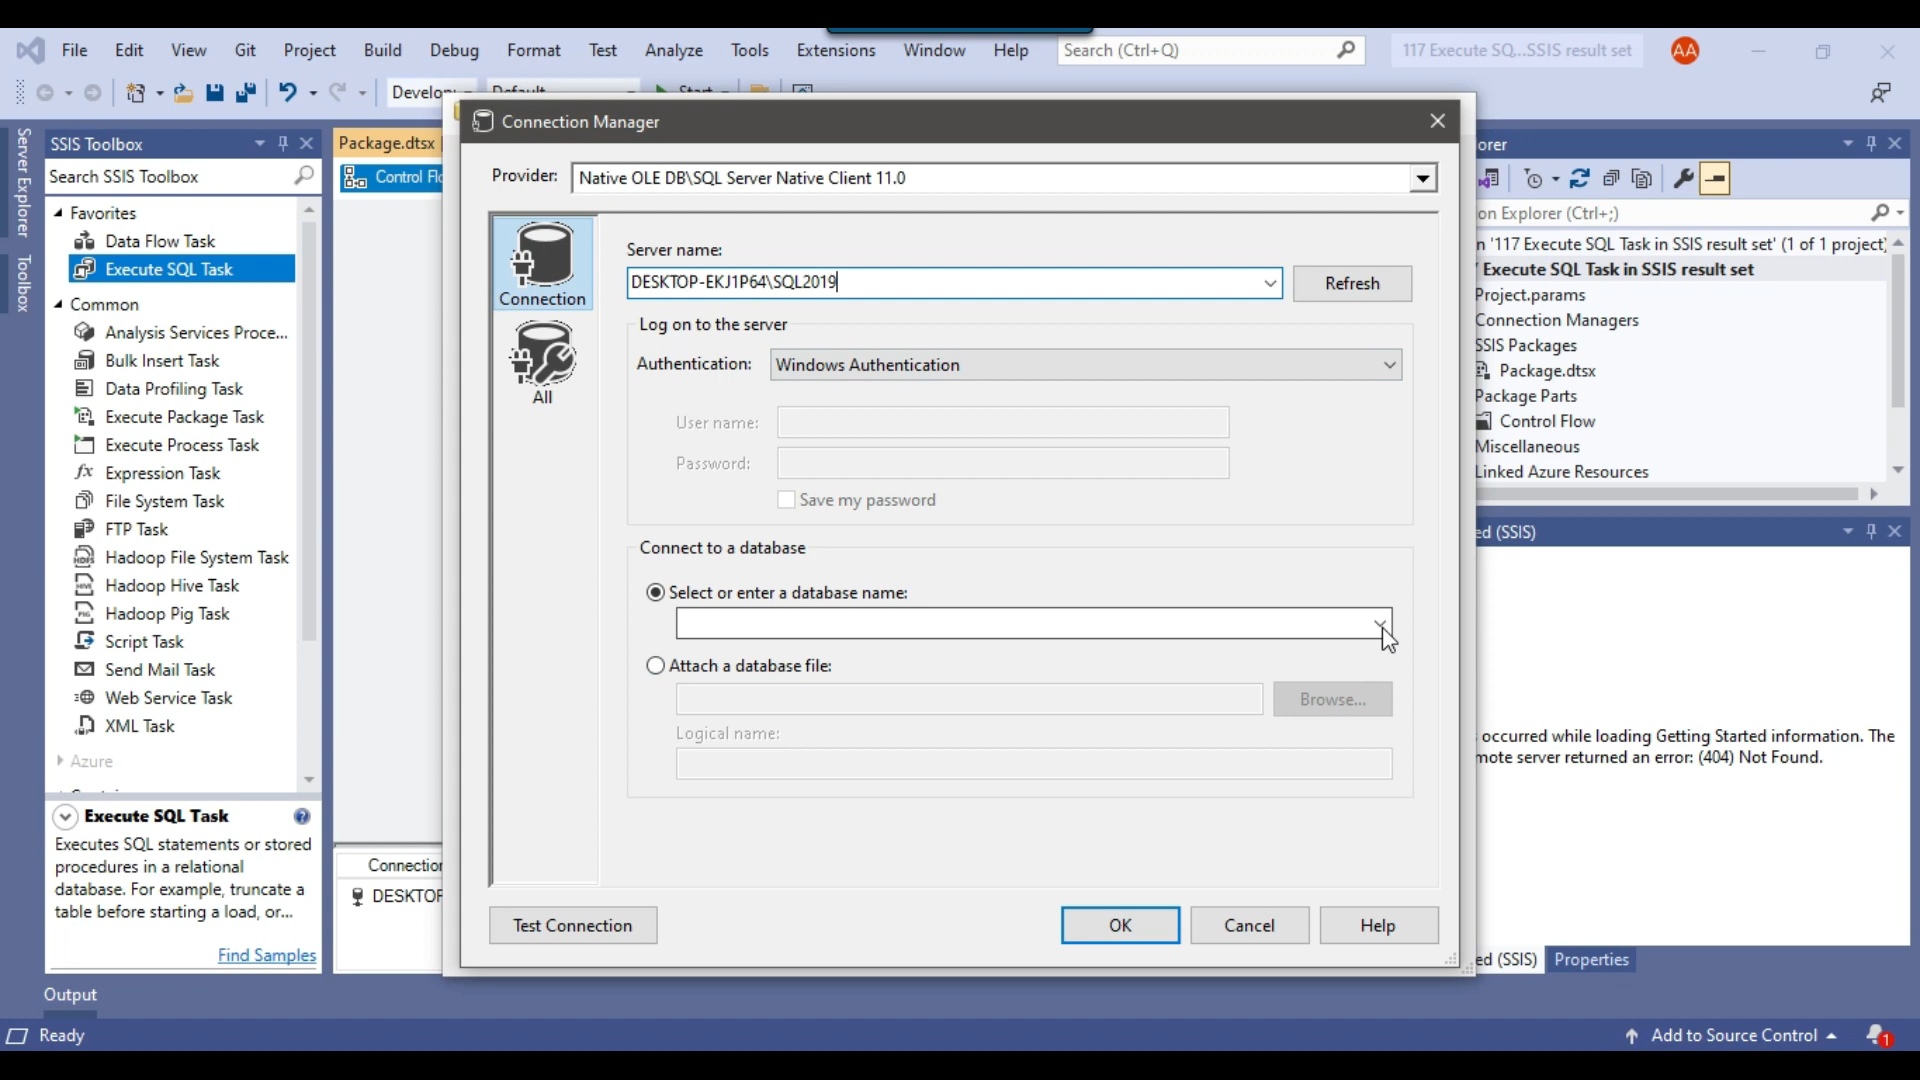 File Edit View Git Project Build Debug Format Test Analyze Tools Extensions Window Help Search (Ctrl+Q) 117 Execute SQ...SSIS result set AA
Develop Default Start
SSIS Toolbox
Search SSIS Toolbox
Favorites
Data Flow Task
Execute SQL Task
Common
Analysis Services Proce...
Bulk Insert Task
Data Profiling Task
Execute Package Task
Execute Process Task
Expression Task
File System Task
FTP Task
Hadoop File System Task
Hadoop Hive Task
Hadoop Pig Task
Script Task
Send Mail Task
Web Service Task
XML Task
Azure
Execute SQL Task
Executes SQL statements or stored
procedures in a relational
database. For example, truncate a
table before starting a load, or...
Find Samples
Server Explorer
Toolbox
Package.dtsx
Control Flo
Connection
DESKTOP
Connection Manager
Provider: Native OLE DB\SQL Server Native Client 11.0
Connection
All
Server name:
DESKTOP-EKJ1P64\SQL2019
Refresh
Log on to the server
Authentication: Windows Authentication
User name:
Password:
Save my password
Connect to a database
Select or enter a database name:
Attach a database file:
Browse...
Logical name:
Test Connection OK Cancel Help
orer
on Explorer (Ctrl+;)
n '117 Execute SQL Task in SSIS result set' (1 of 1 project)
Execute SQL Task in SSIS result set
Project.params
Connection Managers
SSIS Packages
Package.dtsx
Package Parts
Control Flow
Miscellaneous
Linked Azure Resources
ed (SSIS)
occurred while loading Getting Started information. The
mote server returned an error: (404) Not Found.
ed (SSIS) Properties
Output
Ready Add to Source Control 1